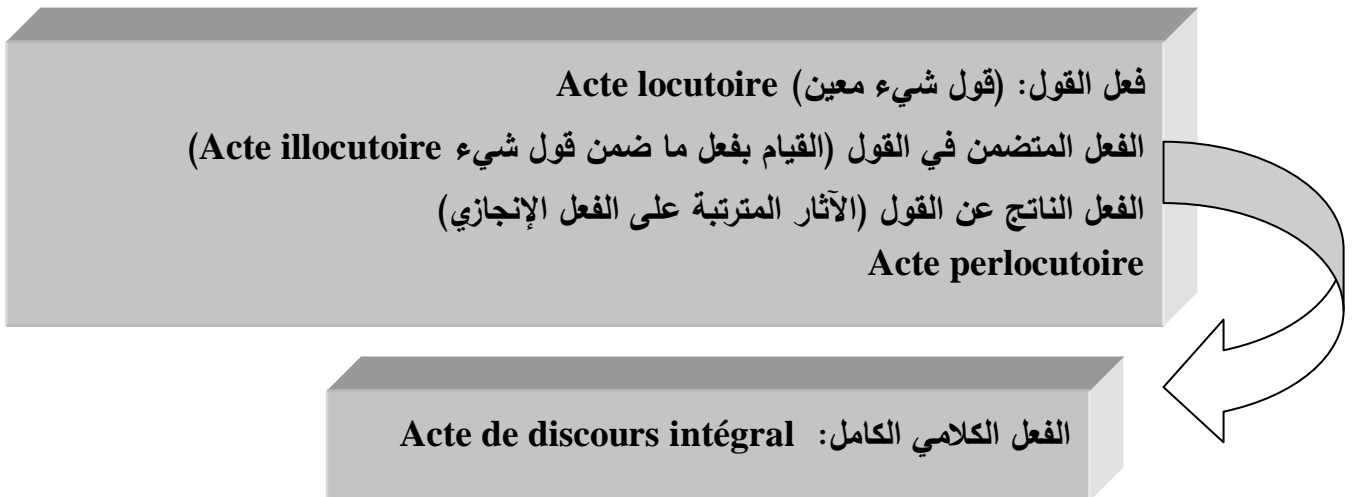 فعل القول: (قول شيء معين) Acte locutoire
الفعل المتضمن في القول (القيام بفعل ما ضمن قول شيء Acte illocutoire)
الفعل الناتج عن القول (الآثار المترتبة على الفعل الإنجازي)
Acte perlocutoire
الفعل الكلامي الكامل: Acte de discours intégral